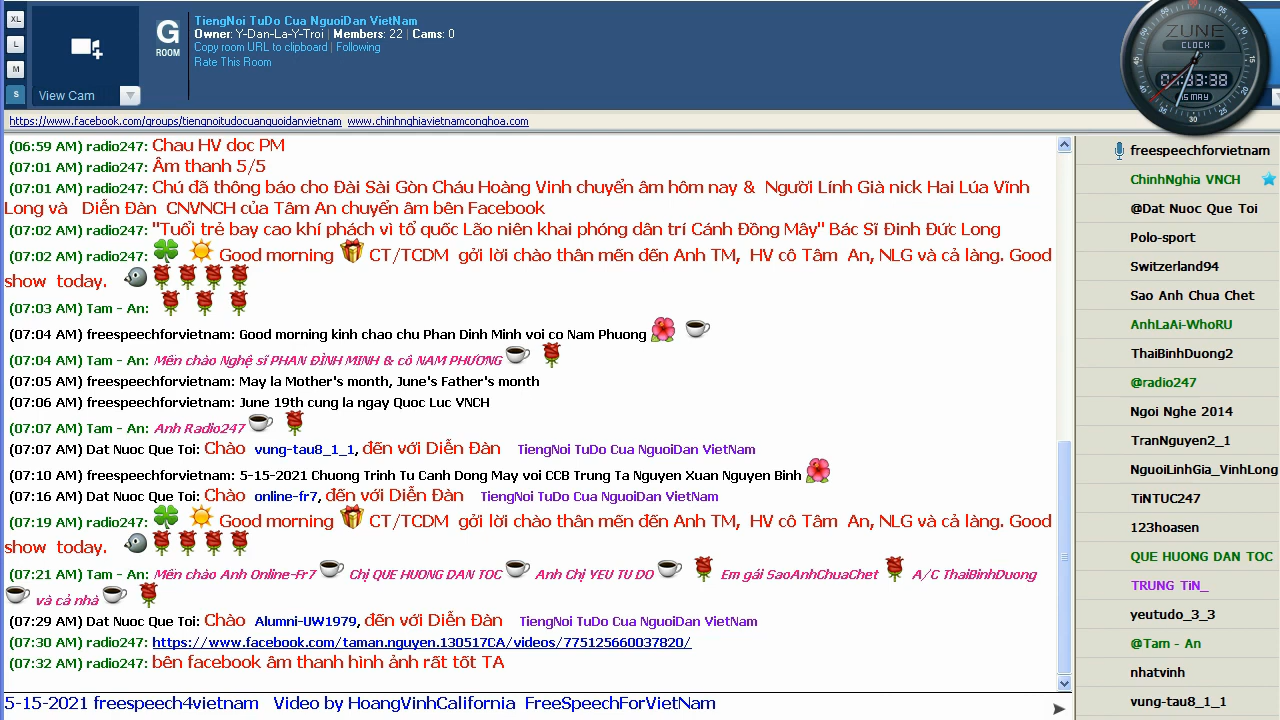 XL
L
M
S
View Cam
G
ROOM
TiengNoi TuDo Cua NguoiDan VietNam
Owner: Y-Dan-La-Y-Troi | Members: 22 | Cams: 0
Copy room URL to clipboard | Following
Rate This Room
ZUNE
CLOCK
07:33:38
15 MAY
https://www.facebook.com/groups/tiengnoitudocuanguoidanvietnam www.chinhnghiavietnamconghoa.com
(06:59 AM) radio247: Chau HV doc PM
(07:01 AM) radio247: Âm thanh 5/5
(07:01 AM) radio247: Chú đã thông báo cho Đài Sài Gòn Cháu Hoàng Vinh chuyển âm hôm nay & Người Lính Già nick Hai Lúa Vĩnh
Long và Diễn Đàn CNVNCH của Tâm An chuyển âm bên Facebook
(07:02 AM) radio247: "Tuổi trẻ bay cao khí phách vì tổ quốc Lão niên khai phóng dân trí Cánh Đồng Mây" Bác Sĩ Đinh Đức Long
(07:02 AM) radio247: Good morning CT/TCDM gởi lời chào thân mến đến Anh TM, HV cô Tâm An, NLG và cả làng. Good
show today.
(07:03 AM) Tam - An:
(07:04 AM) freespeechforvietnam: Good morning kinh chao chu Phan Dinh Minh voi co Nam Phuong
(07:04 AM) Tam - An: Mến chào Nghệ sĩ PHAN ĐÌNH MINH & cô NAM PHƯƠNG
(07:05 AM) freespeechforvietnam: May la Mother's month, June's Father's month
(07:06 AM) freespeechforvietnam: June 19th cung la ngay Quoc Luc VNCH
(07:07 AM) Tam - An: Anh Radio247
(07:07 AM) Dat Nuoc Que Toi: Chào vung-tau8_1_1, đến với Diễn Đàn TiengNoi TuDo Cua NguoiDan VietNam
(07:10 AM) freespeechforvietnam: 5-15-2021 Chuong Trinh Tu Canh Dong May voi CCB Trung Ta Nguyen Xuan Nguyen Binh
(07:16 AM) Dat Nuoc Que Toi: Chào online-fr7, đến với Diễn Đàn TiengNoi TuDo Cua NguoiDan VietNam
(07:19 AM) radio247: Good morning CT/TCDM gởi lời chào thân mến đến Anh TM, HV cô Tâm An, NLG và cả làng. Good
show today.
(07:21 AM) Tam - An: Mến chào Anh Online-Fr7 Chị QUE HUONG DAN TOC Anh Chị YEU TU DO Em gái SaoAnhChuaChet A/C ThaiBinhDuong
và cả nhà
(07:29 AM) Dat Nuoc Que Toi: Chào Alumni-UW1979, đến với Diễn Đàn TiengNoi TuDo Cua NguoiDan VietNam
(07:30 AM) radio247: https://www.facebook.com/taman.nguyen.130517CA/videos/775125660037820/
(07:32 AM) radio247: bên facebook âm thanh hình ảnh rất tốt TA
5-15-2021 freespeech4vietnam Video by HoangVinhCalifornia FreeSpeechForVietNam
freespeechforvietnam
ChinhNghia VNCH
@Dat Nuoc Que Toi
Polo-sport
Switzerland94
Sao Anh Chua Chet
AnhLaAi-WhoRU
ThaiBinhDuong2
@radio247
Ngoi Nghe 2014
TranNguyen2_1
NguoiLinhGia_VinhLong
TiNTUC247
123hoasen
QUE HUONG DAN TOC
TRUNG TiN_
yeutudo_3_3
@Tam - An
nhatvinh
vung-tau8_1_1